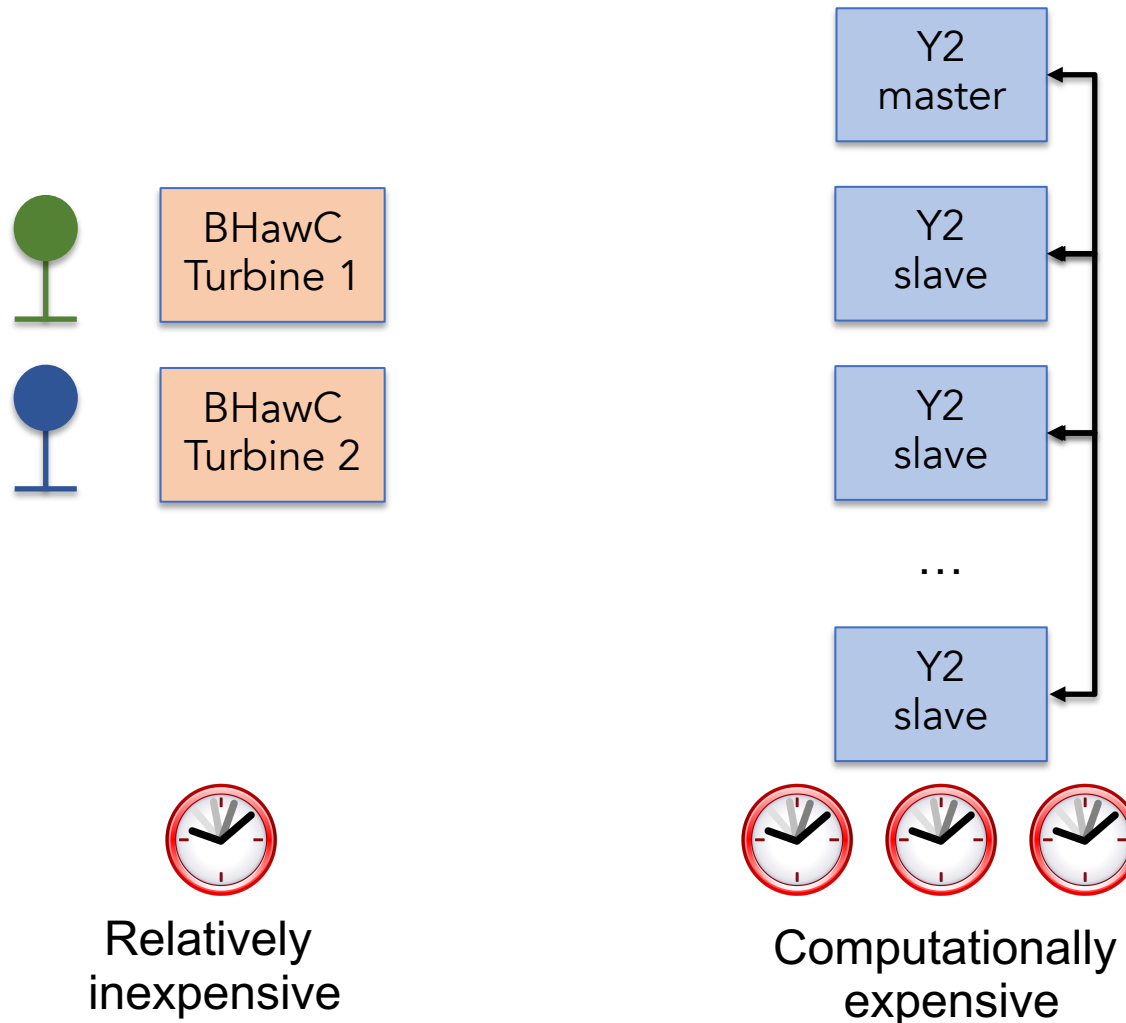 Y2
master
BHawC
Turbine 1
Y2
slave
BHawC
Turbine 2
Y2
slave
...
Y2
slave
Relatively
inexpensive
Computationally
expensive